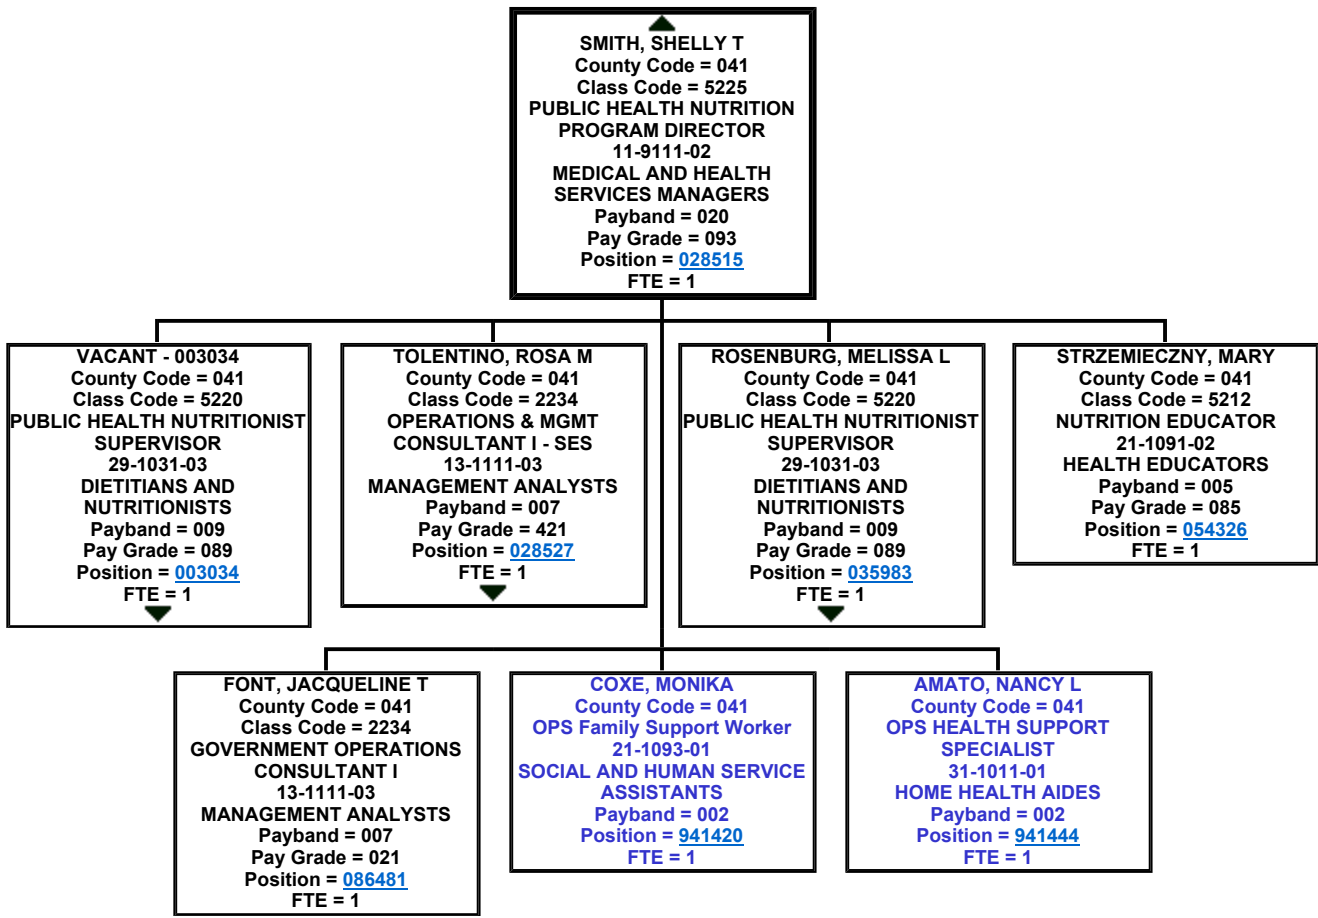 SMITH, SHELLY T
County Code = 041
Class Code = 5225
PUBLIC HEALTH NUTRITION
PROGRAM DIRECTOR
11-9111-02
MEDICAL AND HEALTH
SERVICES MANAGERS
Payband = 020
Pay Grade = 093
Position = 028515
FTE = 1
VACANT - 003034
County Code = 041
Class Code = 5220
PUBLIC HEALTH NUTRITIONIST
SUPERVISOR
29-1031-03
DIETITIANS AND
NUTRITIONISTS
Payband = 009
Pay Grade = 089
Position = 003034
FTE = 1
TOLENTINO, ROSA M
County Code = 041
Class Code = 2234
OPERATIONS & MGMT
CONSULTANT I - SES
13-1111-03
MANAGEMENT ANALYSTS
Payband = 007
Pay Grade = 421
Position = 028527
FTE = 1
ROSENBURG, MELISSA L
County Code = 041
Class Code = 5220
PUBLIC HEALTH NUTRITIONIST
SUPERVISOR
29-1031-03
DIETITIANS AND
NUTRITIONISTS
Payband = 009
Pay Grade = 089
Position = 035983
FTE = 1
STRZEMIECZNY, MARY
County Code = 041
Class Code = 5212
NUTRITION EDUCATOR
21-1091-02
HEALTH EDUCATORS
Payband = 005
Pay Grade = 085
Position = 054326
FTE = 1
FONT, JACQUELINE T
County Code = 041
Class Code = 2234
GOVERNMENT OPERATIONS
CONSULTANT I
13-1111-03
MANAGEMENT ANALYSTS
Payband = 007
Pay Grade = 021
Position = 086481
FTE = 1
COXE, MONIKA
County Code = 041
OPS Family Support Worker
21-1093-01
SOCIAL AND HUMAN SERVICE
ASSISTANTS
Payband = 002
Position = 941420
FTE = 1
AMATO, NANCY L
County Code = 041
OPS HEALTH SUPPORT
SPECIALIST
31-1011-01
HOME HEALTH AIDES
Payband = 002
Position = 941444
FTE = 1